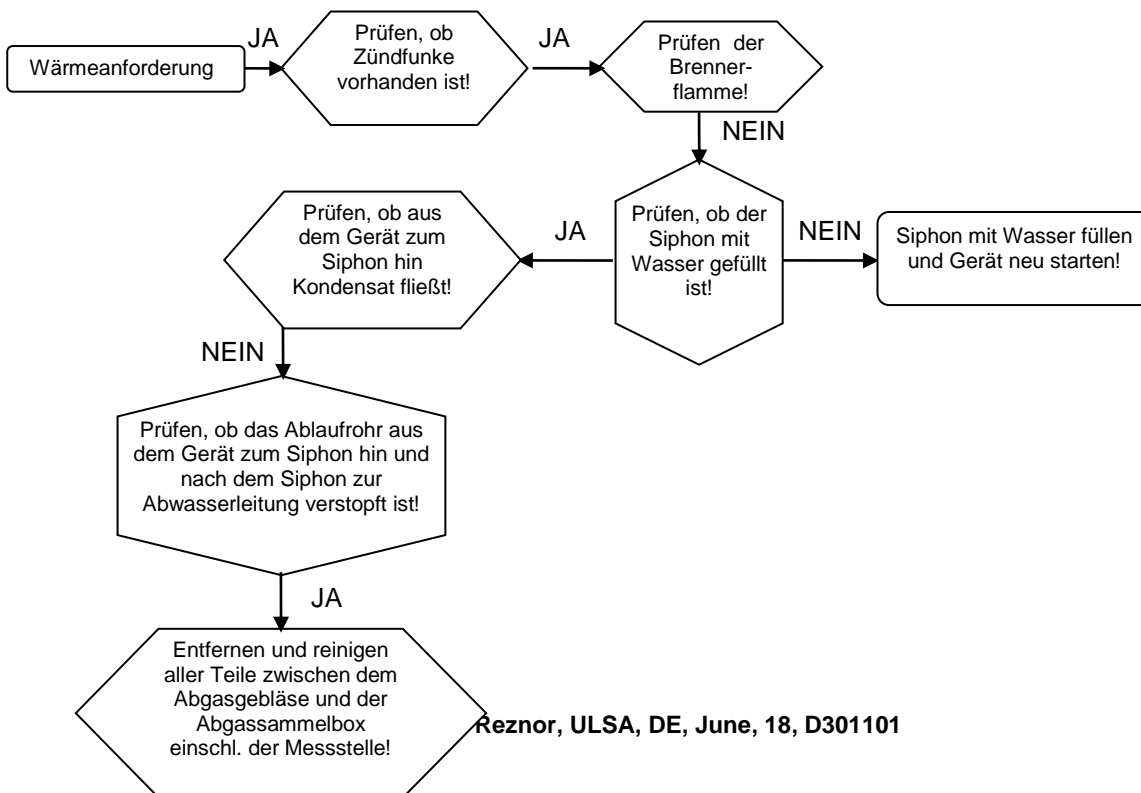 Wärmeanforderung
JA
Prüfen, ob
Zündfunke
vorhanden ist!
JA
Prüfen der
Brenner-
flamme!
NEIN
Prüfen, ob der
Siphon mit
Wasser gefüllt
ist!
NEIN
Siphon mit Wasser füllen
und Gerät neu starten!
JA
Prüfen, ob aus
dem Gerät zum
Siphon hin
Kondensat fließt!
NEIN
Prüfen, ob das Ablaufrohr aus
dem Gerät zum Siphon hin und
nach dem Siphon zur
Abwasserleitung verstopft ist!
JA
Entfernen und reinigen
aller Teile zwischen dem
Abgasgebläse und der
Abgassammelbox
einschl. der Messstelle!
Reznor, ULSA, DE, June, 18, D301101